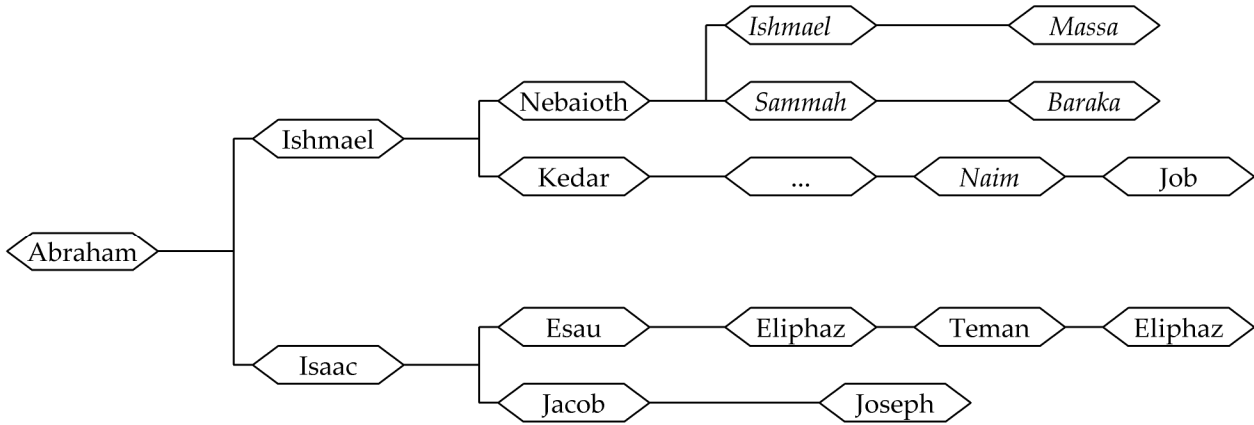 Ishmael Massa
Nebaioth Sammah Baraka
Ishmael
Kedar ... Naim Job
Abraham
Esau Eliphaz Teman Eliphaz
Isaac
Jacob Joseph